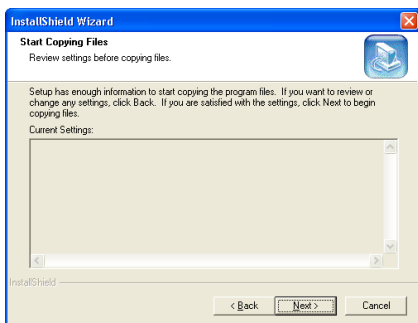 InstallShield Wizard
Start Copying Files
Review settings before copying files.
Setup has enough information to start copying the program files. If you want to review or
change any settings, click Back. If you are satisfied with the settings, click Next to begin
copying files.
Current Settings:
InstallShield
< Back Next > Cancel